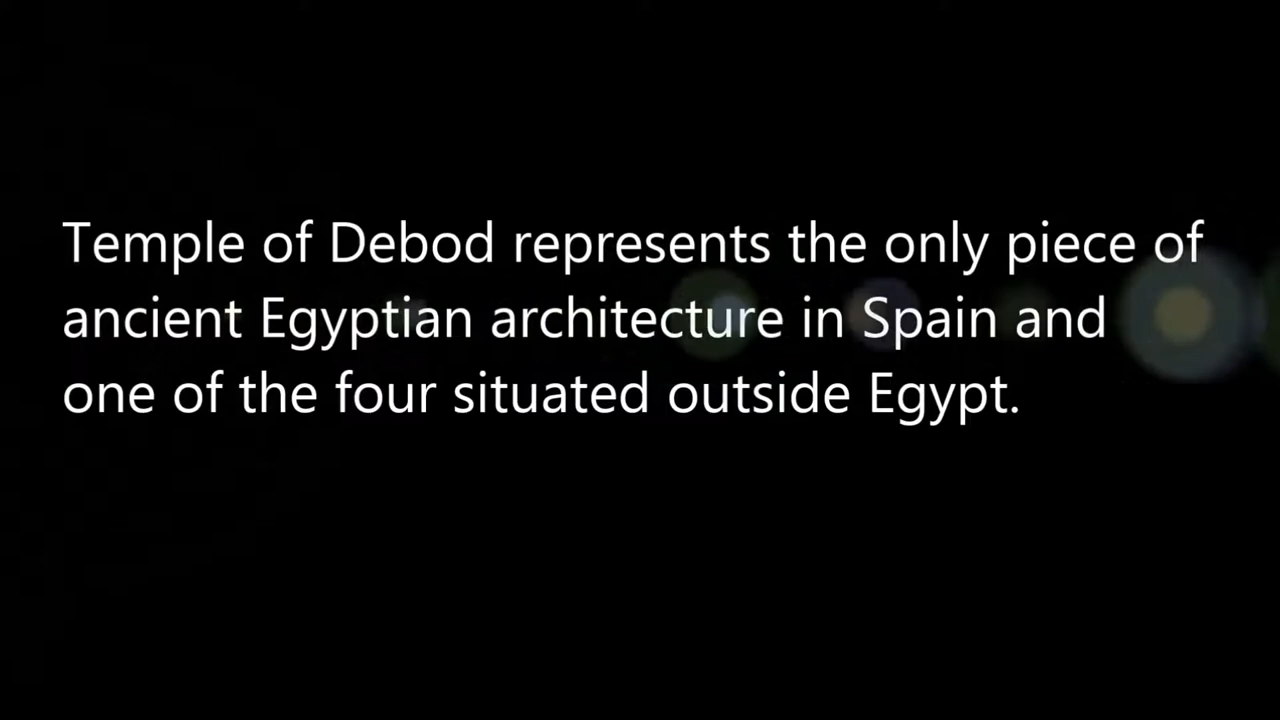 Temple of Debod represents the only piece of
ancient Egyptian architecture in Spain and
one of the four situated outside Egypt.